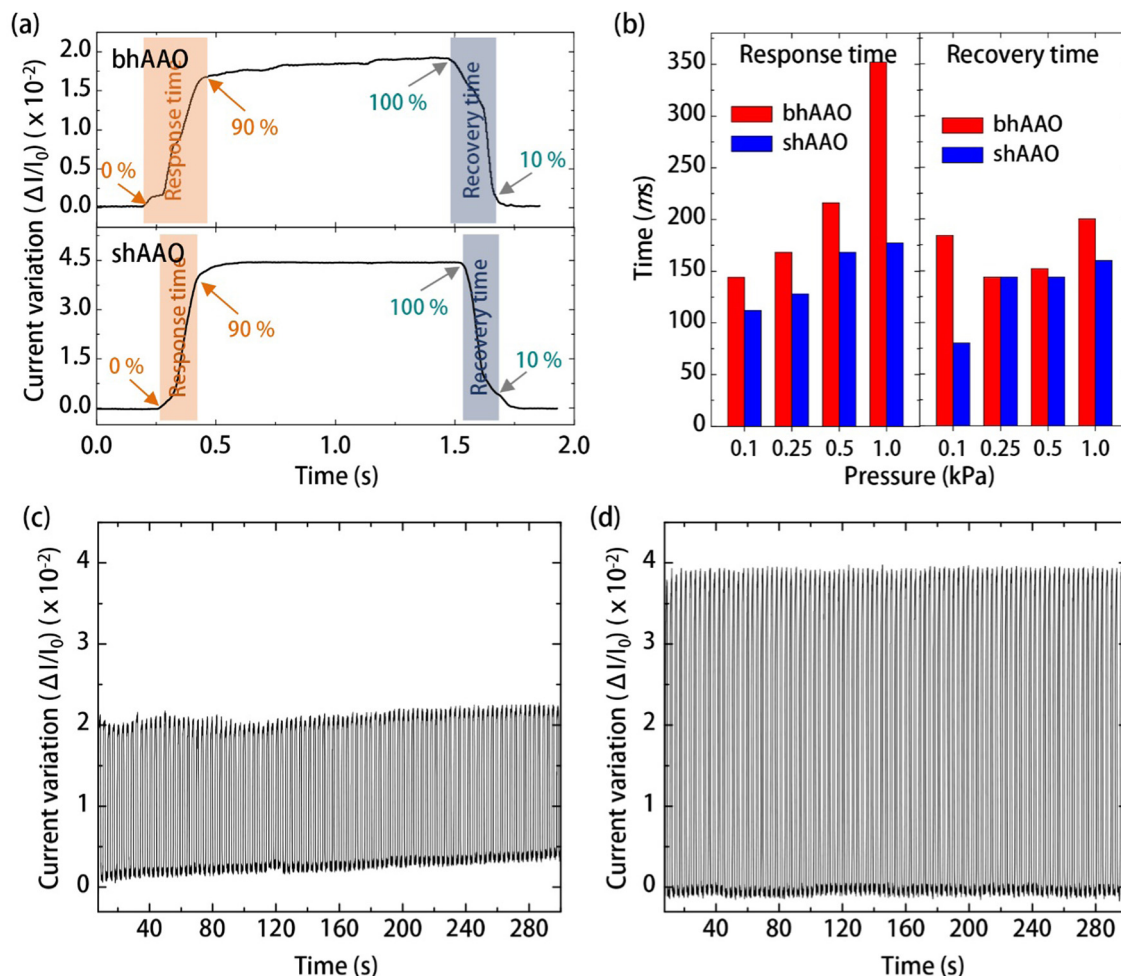 (a)
Current variation (ΔI/I0) (x 10-2)
2.0
1.5
1.0
0.5
0.0
bhAAO
0 %
Response time
90 %
100 %
Recovery time
10 %
4.5
3.0
1.5
0.0
shAAO
0 %
Response time
90 %
100 %
Recovery time
10 %
0.0 0.5 1.0 1.5 2.0
Time (s)
(b)
Time (ms)
350
300
250
200
150
100
50
0
Response time
bhAAO
shAAO
Recovery time
bhAAO
shAAO
0.1 0.25 0.5 1.0 0.1 0.25 0.5 1.0
Pressure (kPa)
(c)
Current variation (ΔI/I0) (x 10-2)
4
3
2
1
0
40 80 120 160 200 240 280
Time (s)
(d)
Current variation (ΔI/I0) (x 10-2)
4
3
2
1
0
40 80 120 160 200 240 280
Time (s)